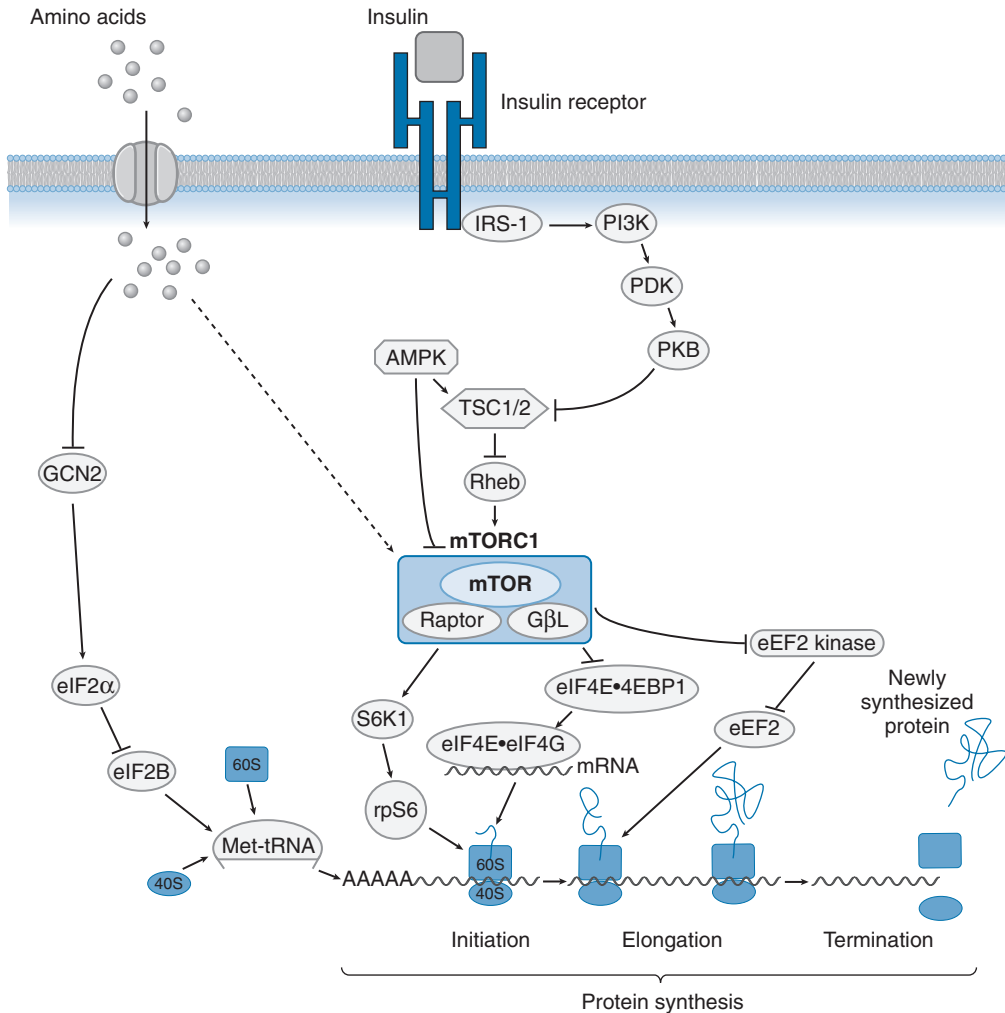 Amino acids
Insulin
Insulin receptor
IRS-1
PI3K
PDK
PKB
AMPK
TSC1/2
GCN2
Rheb
mTORC1
mTOR
Raptor
GβL
eEF2 kinase
eIF4E•4EBP1
eIF2α
S6K1
eEF2
Newly
synthesized
protein
eIF4E•eIF4G
mRNA
60S
eIF2B
rpS6
Met-tRNA
40S
AAAAA
60S
40S
Initiation
Elongation
Termination
Protein synthesis